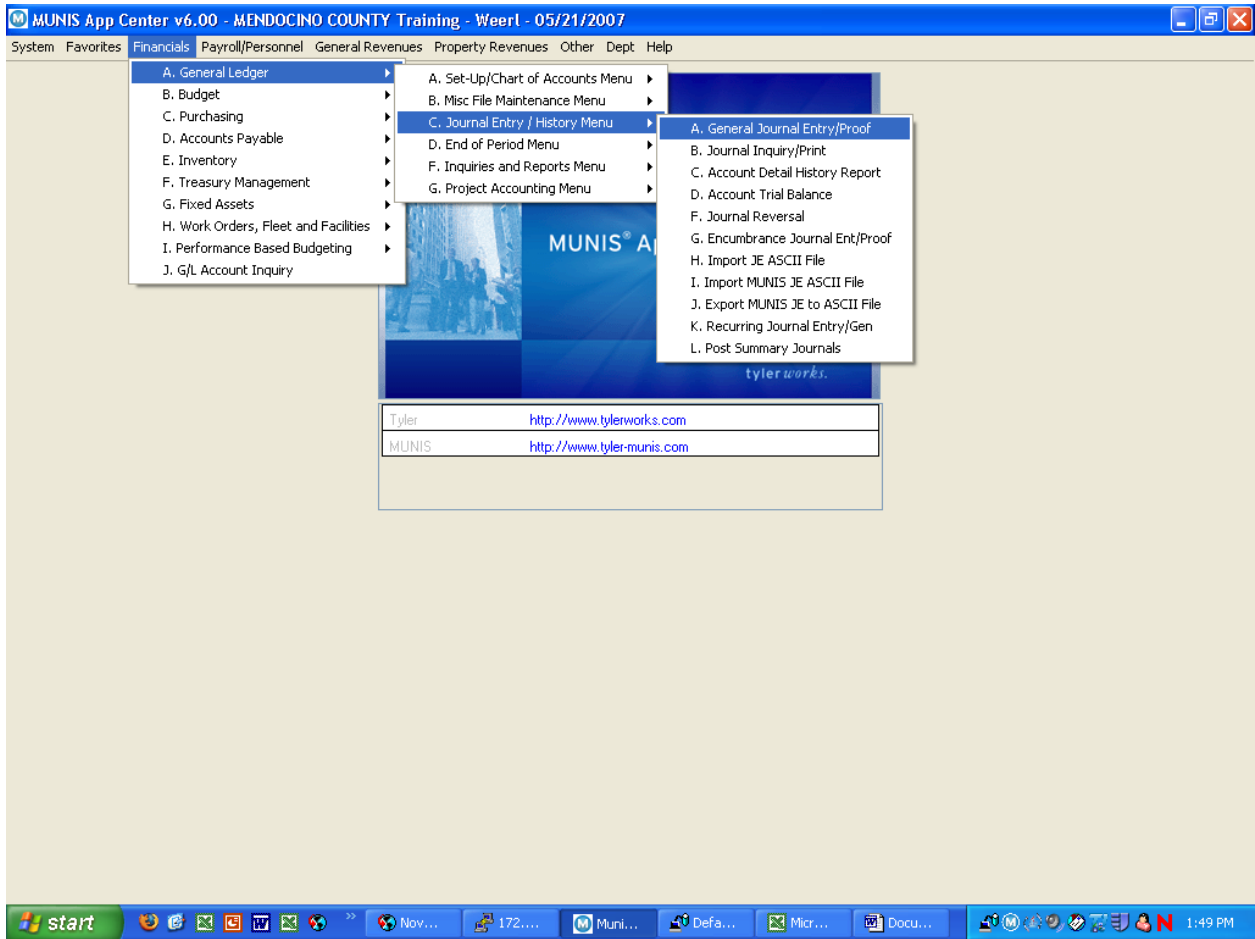 MUNIS App Center v6.00 - MENDOCINO COUNTY Training - Weerl - 05/21/2007
System Favorites Financials Payroll/Personnel General Revenues Property Revenues Other Dept Help
A. General Ledger
B. Budget
C. Purchasing
D. Accounts Payable
E. Inventory
F. Treasury Management
G. Fixed Assets
H. Work Orders, Fleet and Facilities
I. Performance Based Budgeting
J. G/L Account Inquiry
A. Set-Up/Chart of Accounts Menu
B. Misc File Maintenance Menu
C. Journal Entry / History Menu
D. End of Period Menu
F. Inquiries and Reports Menu
G. Project Accounting Menu
A. General Journal Entry/Proof
B. Journal Inquiry/Print
C. Account Detail History Report
D. Account Trial Balance
F. Journal Reversal
G. Encumbrance Journal Ent/Proof
H. Import JE ASCII File
I. Import MUNIS JE ASCII File
J. Export MUNIS JE to ASCII File
K. Recurring Journal Entry/Gen
L. Post Summary Journals
MUNIS® A
tylerworks.
Tyler http://www.tylerworks.com
MUNIS http://www.tyler-munis.com
start Nov... 172.... Muni... Defa... Micr... Docu... 1:49 PM